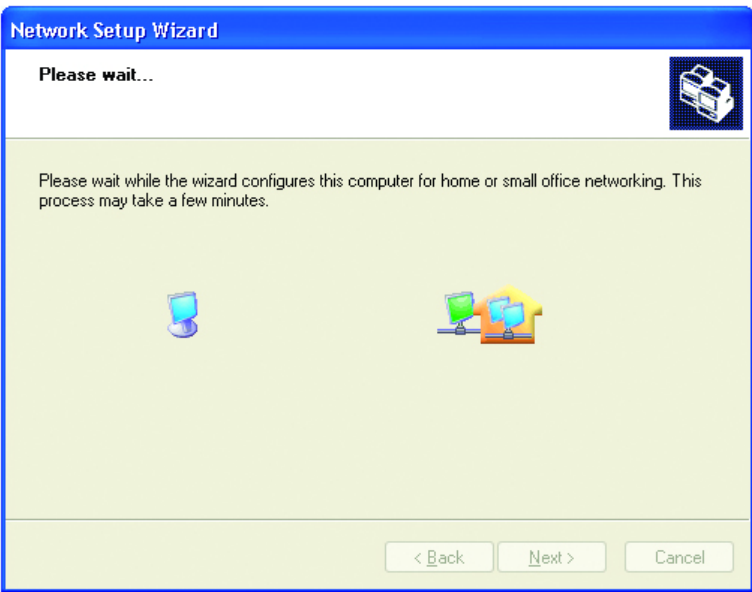 Network Setup Wizard
Please wait...
Please wait while the wizard configures this computer for home or small office networking. This
process may take a few minutes.
< Back
Next >
Cancel